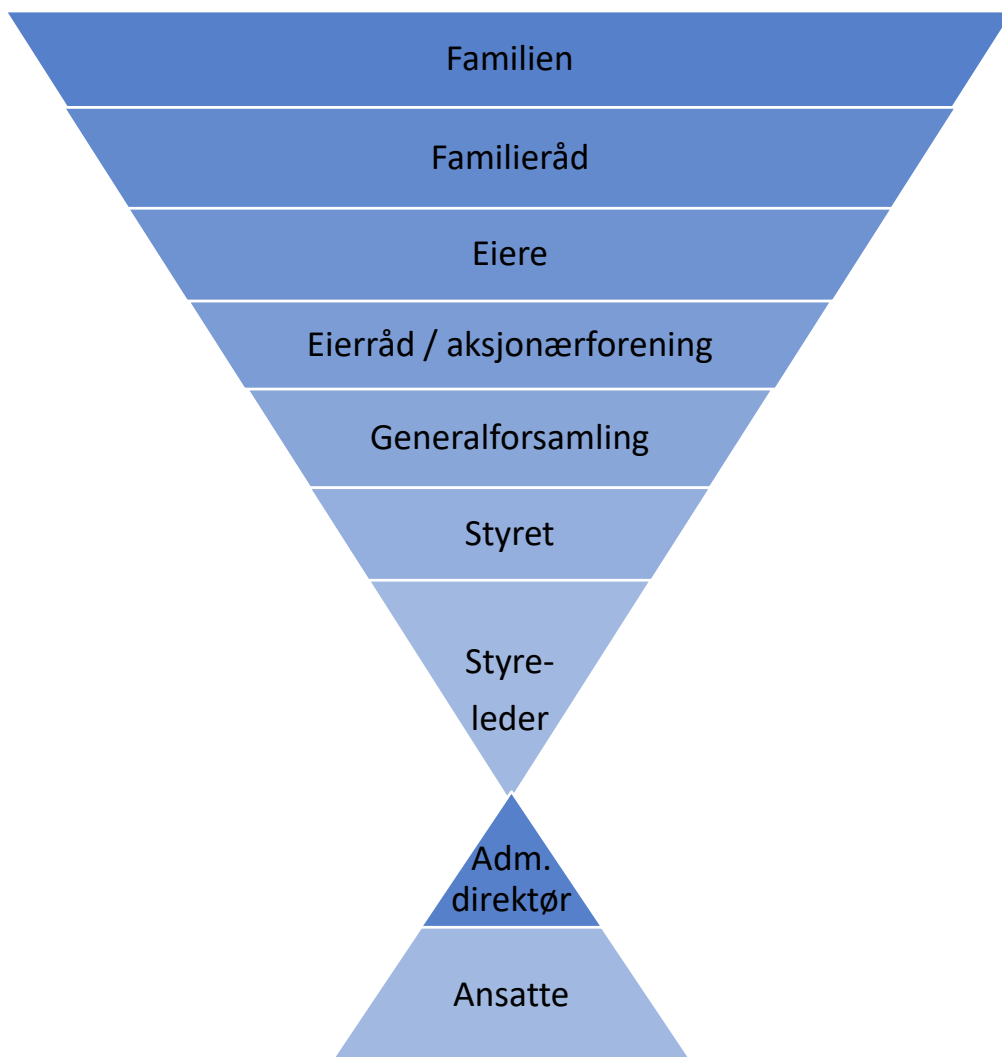 Familien
Familieråd
Eiere
Eierråd / aksjonærforening
Generalforsamling
Styret
Styre-
leder
Adm.
direktør
Ansatte